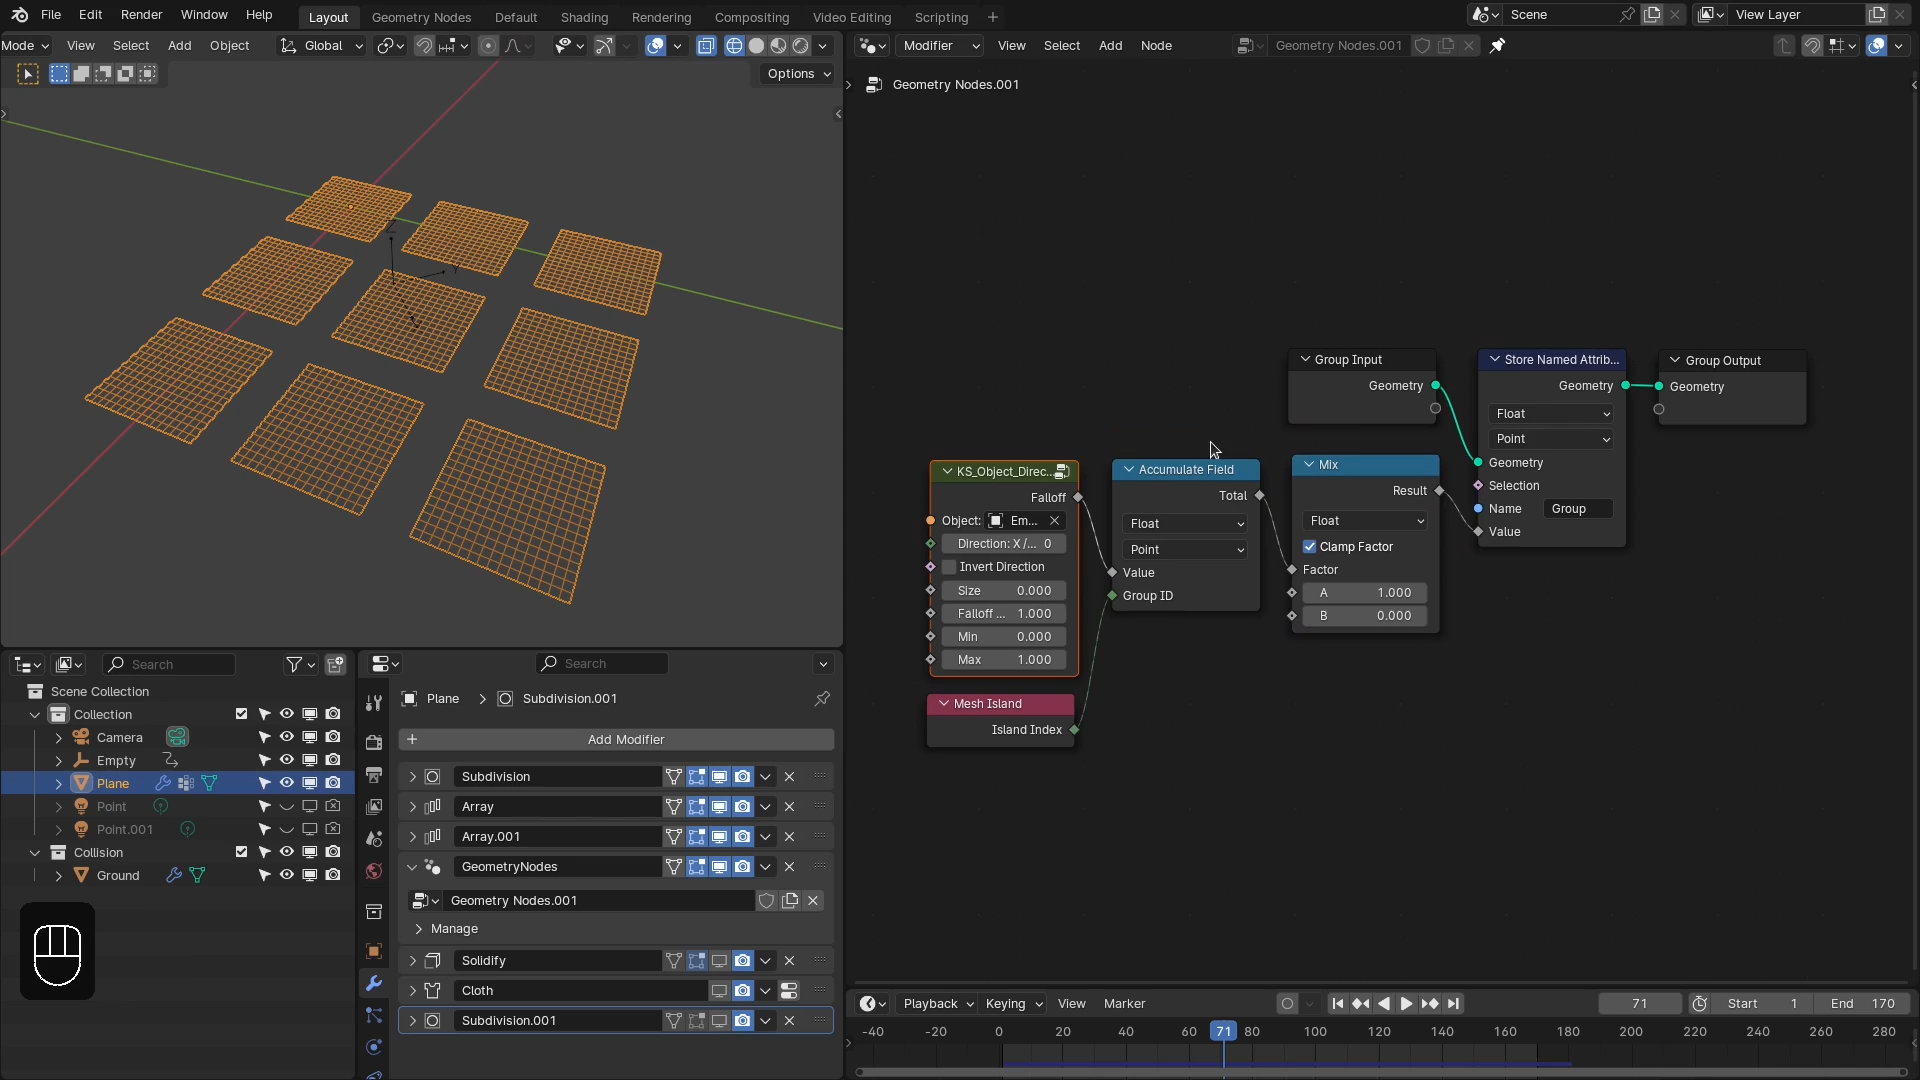 File Edit Render Window Help Layout Geometry Nodes Default Shading Rendering Compositing Video Editing Scripting + Scene View Layer
Mode View Select Add Object Global
Options
Modifier View Select Add Node Geometry Nodes.001
Geometry Nodes.001
Z
Y
Group Input
Geometry
Store Named Attrib...
Geometry
Float
Point
Geometry
Selection
Name Group
Value
Group Output
Geometry
KS_Object_Direc...
Falloff
Object: Em...
Direction: X /... 0
Invert Direction
Size 0.000
Falloff ... 1.000
Min 0.000
Max 1.000
Accumulate Field
Total
Float
Point
Value
Group ID
Mix
Result
Float
Clamp Factor
Factor
A 1.000
B 0.000
Mesh Island
Island Index
Search
Scene Collection
Collection
Camera
Empty
Plane
Point
Point.001
Collision
Ground
Search
Plane > Subdivision.001
+ Add Modifier
Subdivision
Array
Array.001
GeometryNodes
Geometry Nodes.001
Manage
Solidify
Cloth
Subdivision.001
Playback Keying View Marker 71 Start 1 End 170
-40 -20 0 20 40 60 71 80 100 120 140 160 180 200 220 240 260 280